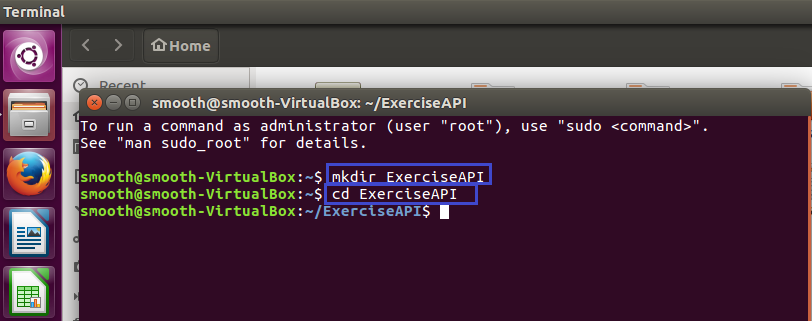 Terminal
Home
Recent
smooth@smooth-VirtualBox: ~/ExerciseAPI
To run a command as administrator (user "root"), use "sudo <command>".
See "man sudo_root" for details.
smooth@smooth-VirtualBox:~$ mkdir ExerciseAPI
smooth@smooth-VirtualBox:~$ cd ExerciseAPI
smooth@smooth-VirtualBox:~/ExerciseAPI$